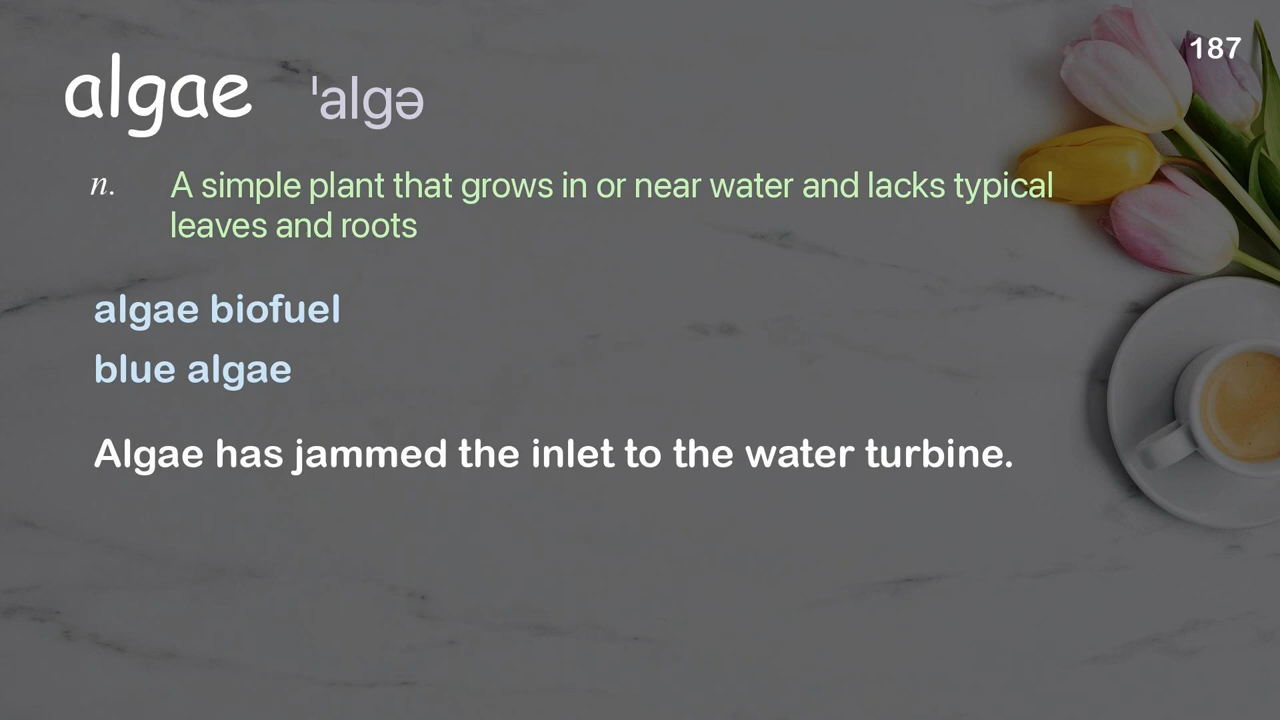 187
algae ˈalgə
n. A simple plant that grows in or near water and lacks typical
leaves and roots
algae biofuel
blue algae
Algae has jammed the inlet to the water turbine.